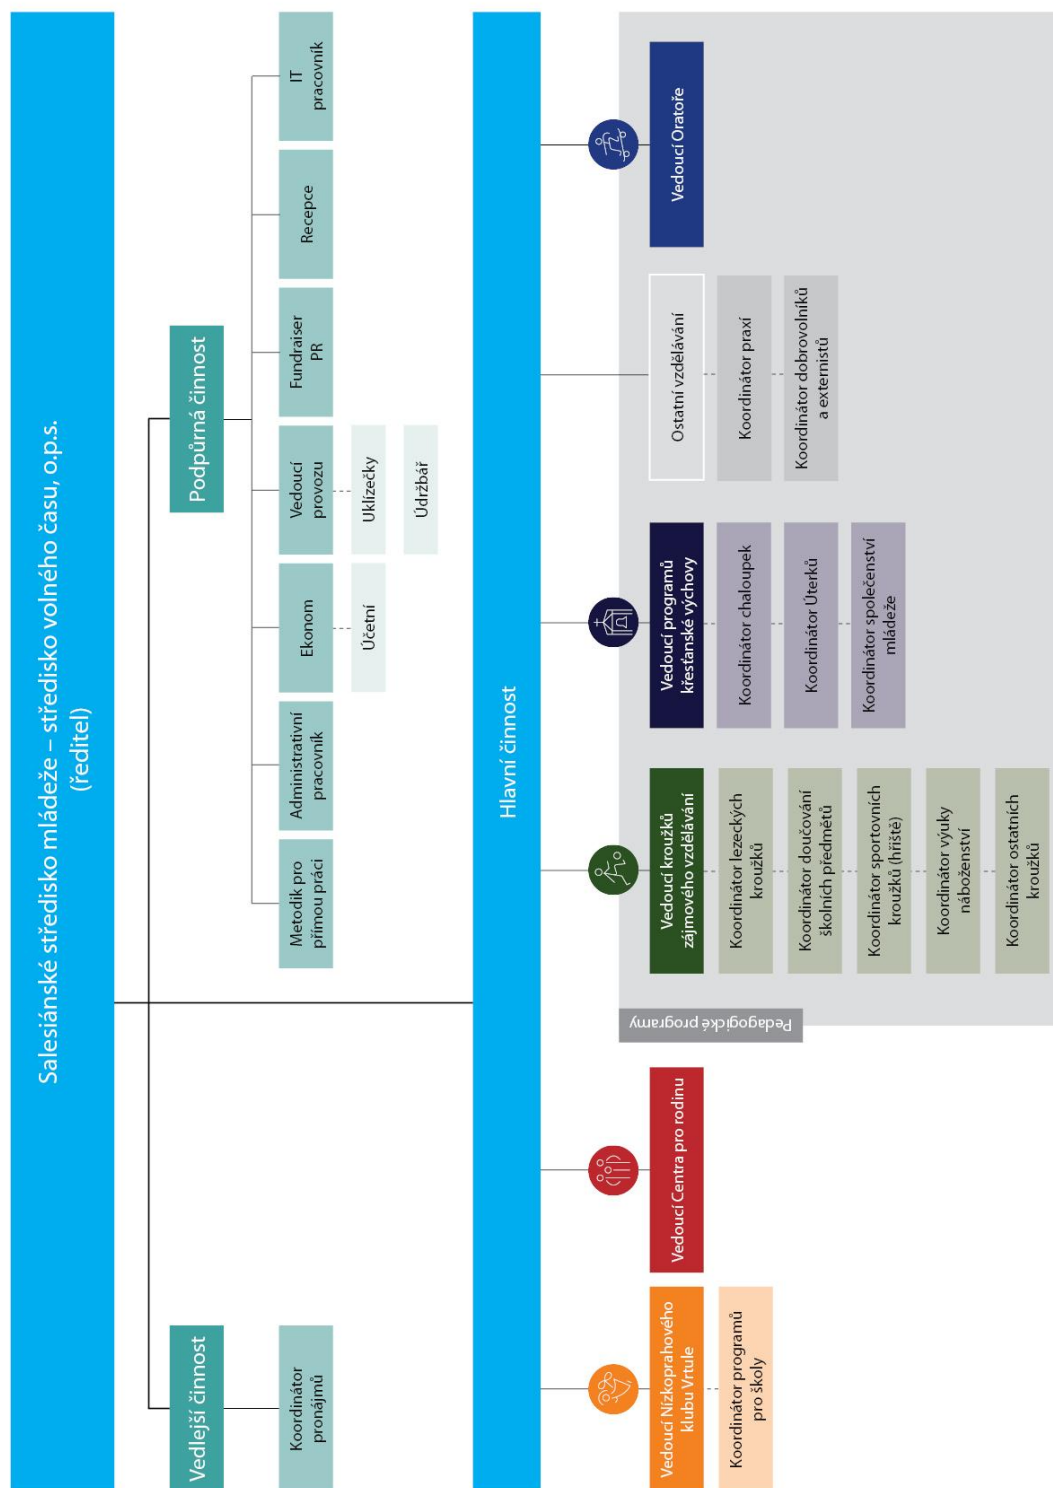 Salesiánské středisko mládeže – středisko volného času, o.p.s.
(ředitel)
Vedlejší činnost
Podpůrná činnost
Koordinátor
pronájmů
Metodik pro
přímou práci
Administrativní
pracovník
Ekonom
Vedoucí
provozu
Fundraiser
PR
Recepce
IT
pracovník
Účetní
Uklízečky
Údržbář
Hlavní činnost
Vedoucí Nízkoprahového
klubu Vrtule
Koordinátor programů
pro školy
Vedoucí Centra pro rodinu
Pedagogické programy
Vedoucí kroužků
zájmového vzdělávání
Koordinátor lezeckých
kroužků
Koordinátor doučování
školních předmětů
Koordinátor sportovních
kroužků (hřiště)
Koordinátor výuky
náboženství
Koordinátor ostatních
kroužků
Vedoucí programů
křesťanské výchovy
Koordinátor chaloupek
Koordinátor Úterků
Koordinátor společenství
mládeže
Ostatní vzdělávání
Koordinátor praxí
Koordinátor dobrovolníků
a externistů
Vedoucí Oratoře